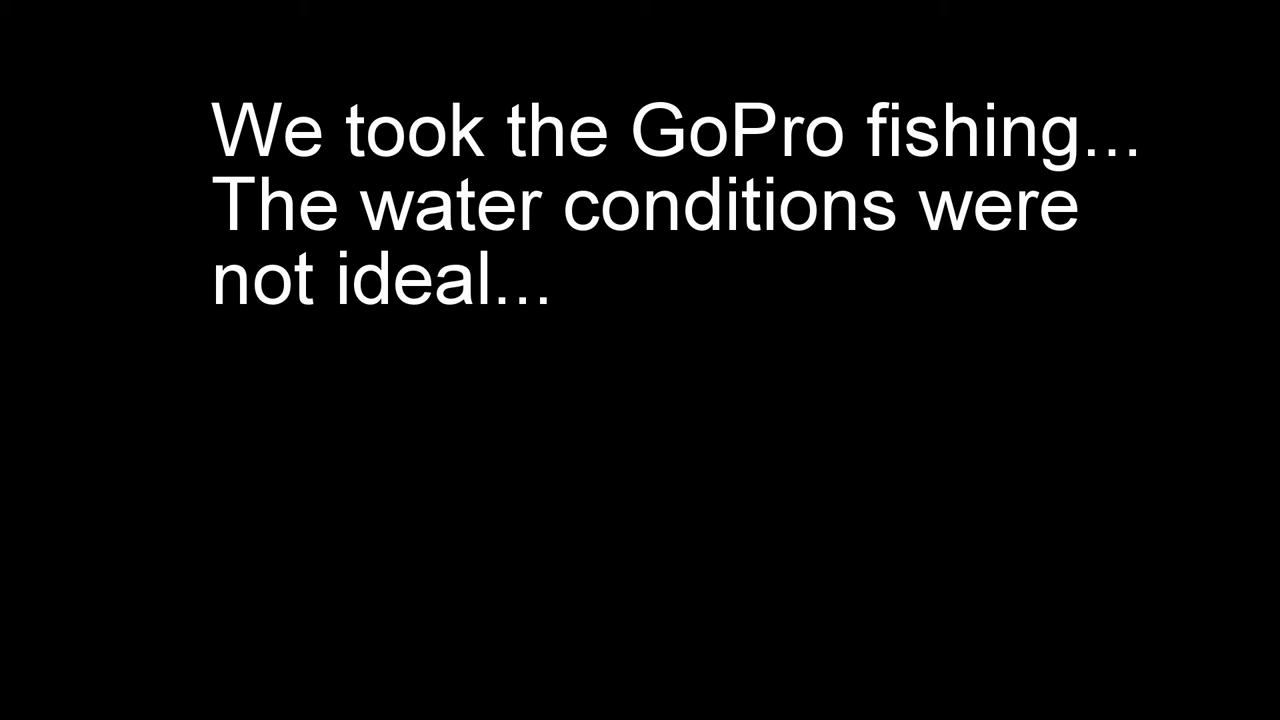 We took the GoPro fishing...
The water conditions were
not ideal...